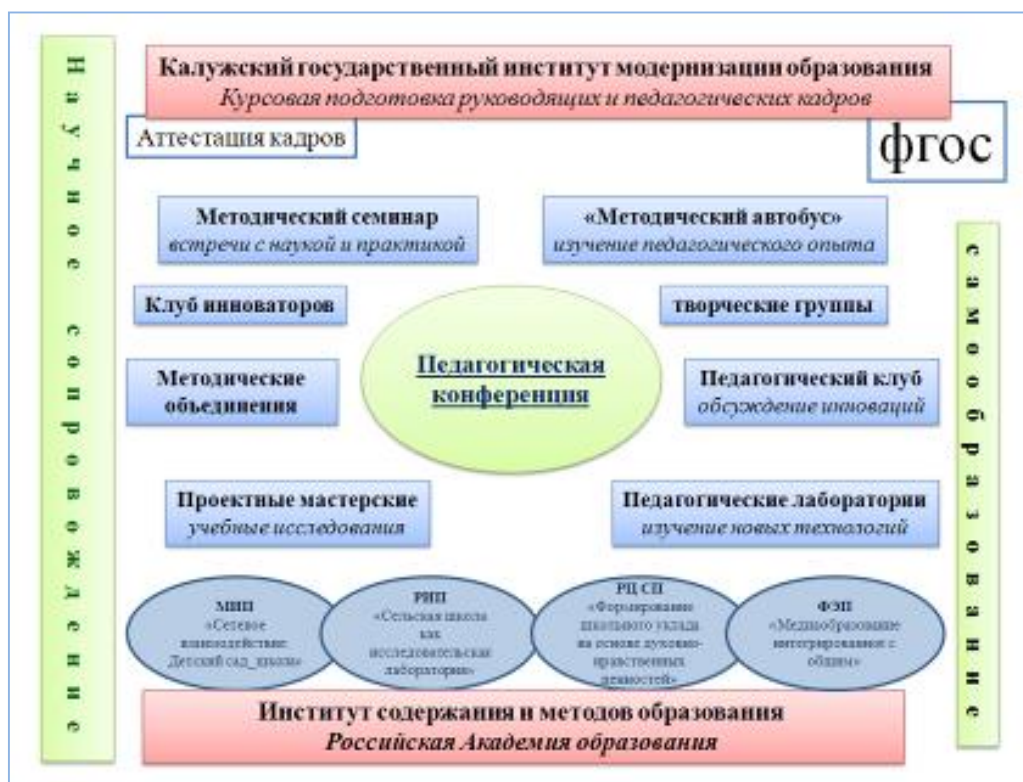 Научное сопровождение
Калужский государственный институт модернизации образования
Курсовая подготовка руководящих и педагогических кадров
Аттестация кадров
фгос
Методический семинар
встречи с наукой и практикой
«Методический автобус»
изучение педагогического опыта
самообразование
Клуб инноваторов
творческие группы
Педагогическая
конференция
Методические
объединения
Педагогический клуб
обсуждение инноваций
Проектные мастерские
учебные исследования
Педагогические лаборатории
изучение новых технологий
МИП
«Сетевое
взаимодействие:
Детский сад_школа»
РИП
«Сельская школа
как
исследовательская
лаборатория»
РЦ СП
«Формирование
школьного уклада
на основе духовно-
нравственных
ценностей»
ФЭП
«Медиаобразование
интегрированное с
общим»
Институт содержания и методов образования
Российская Академия образования